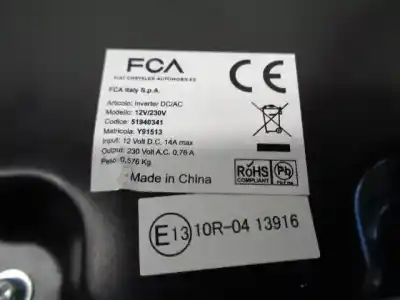 FCA
FIAT CHRYSLER AUTOMOBILES
CE
FCA Italy S.p.A.
Articolo: Inverter DC/AC
Modello: 12V/230V
Codice: 51940341
Matricola: Y91513
Input: 12 Volt D.C. 14A max
Output: 230 Volt A.C. 0,76 A
Peso: 0,576 Kg.
Made in China
RoHS
COMPLIANT
Pb
E13 10R-04 13916